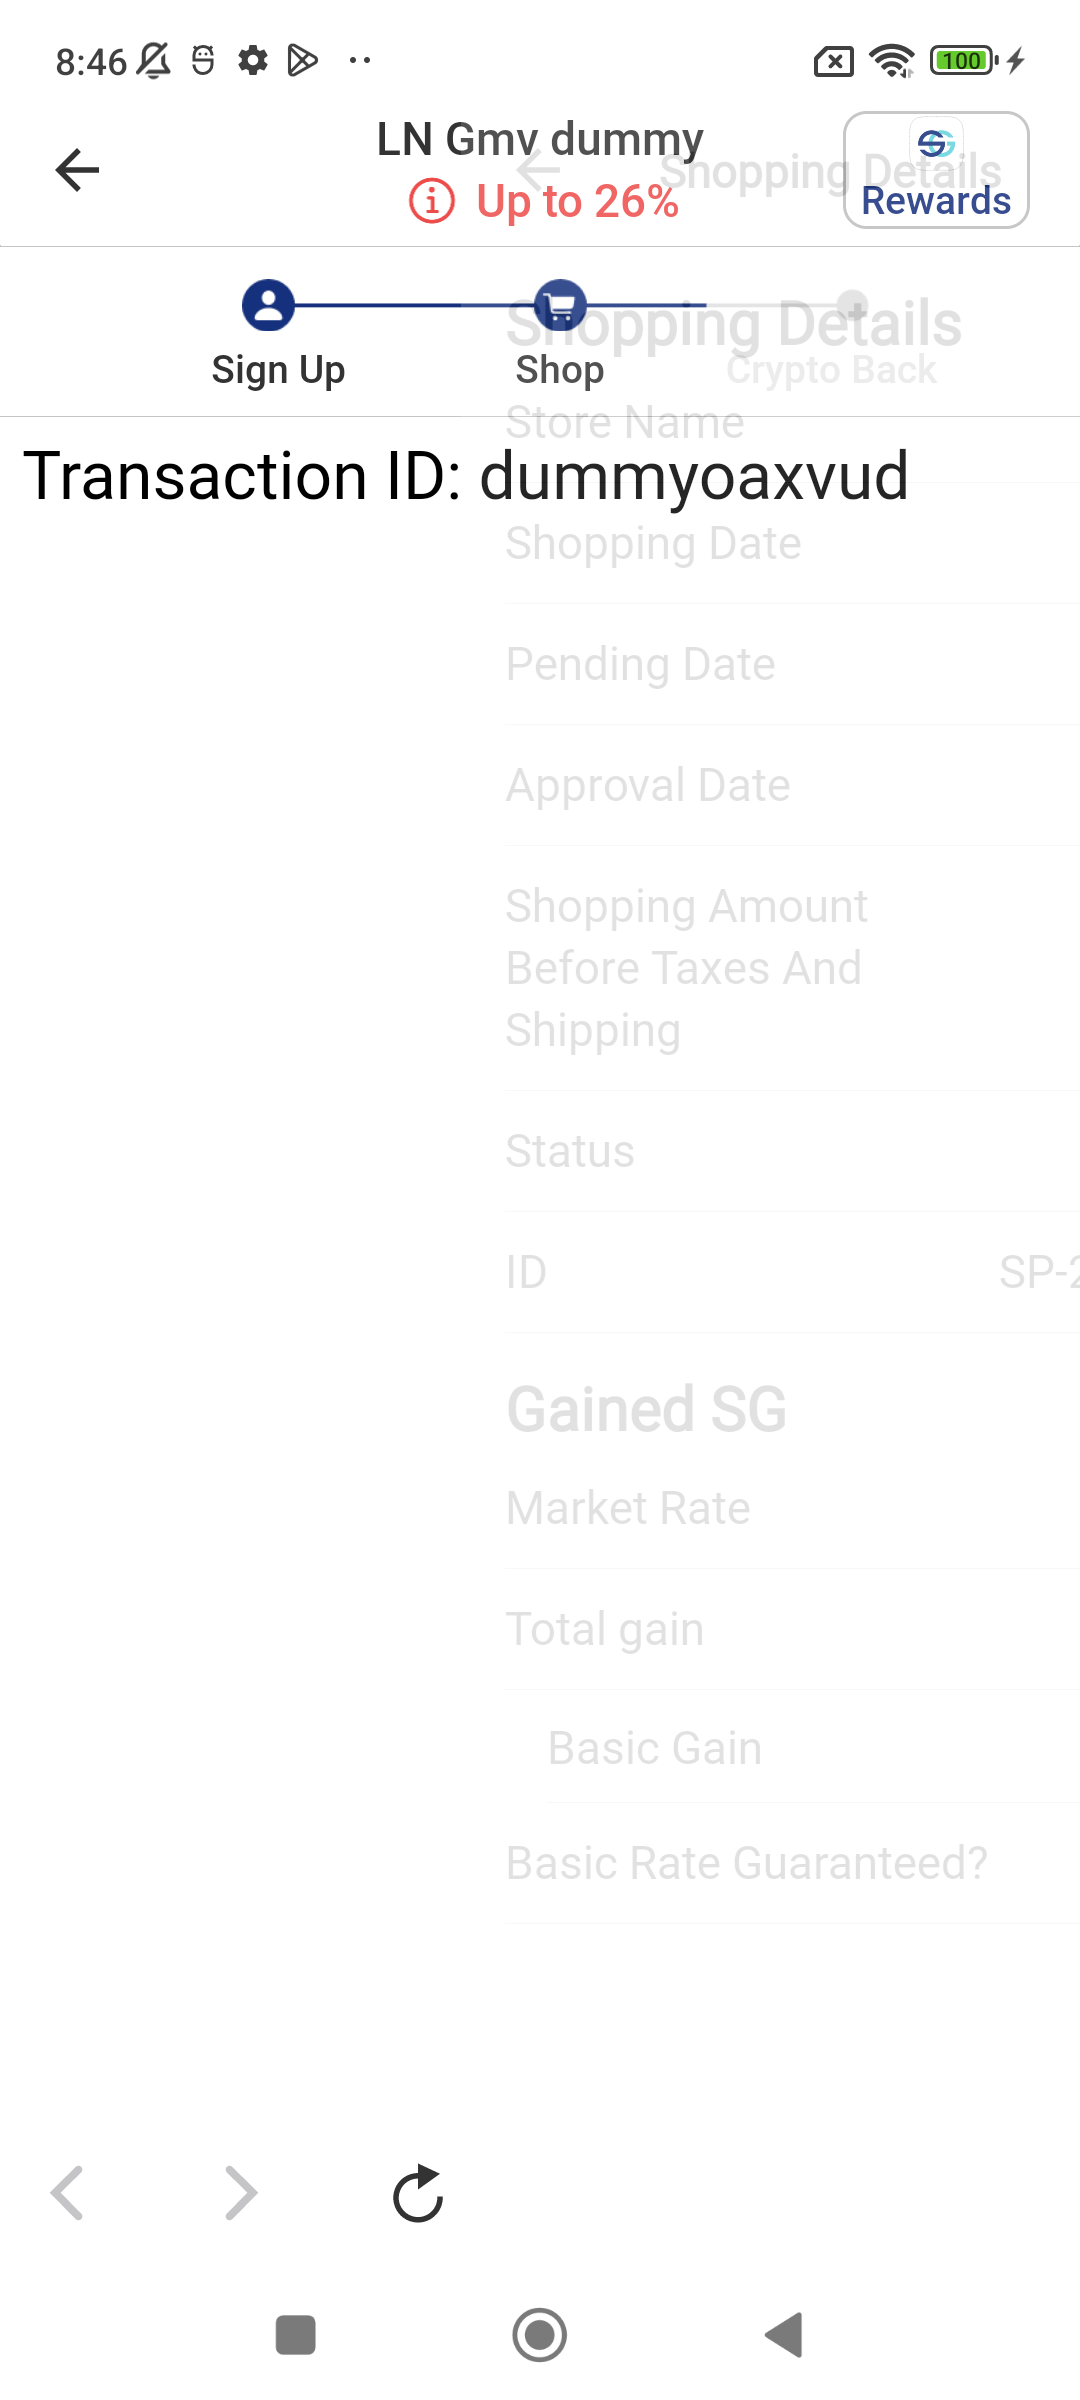 8:46
100
LN Gmv dummy
Up to 26%
Shopping Details
Rewards
Shopping Details
Sign Up
Shop
Crypto Back
Store Name
Transaction ID: dummyoaxvud
Shopping Date
Pending Date
Approval Date
Shopping Amount
Before Taxes And
Shipping
Status
ID SP-2
Gained SG
Market Rate
Total gain
Basic Gain
Basic Rate Guaranteed?